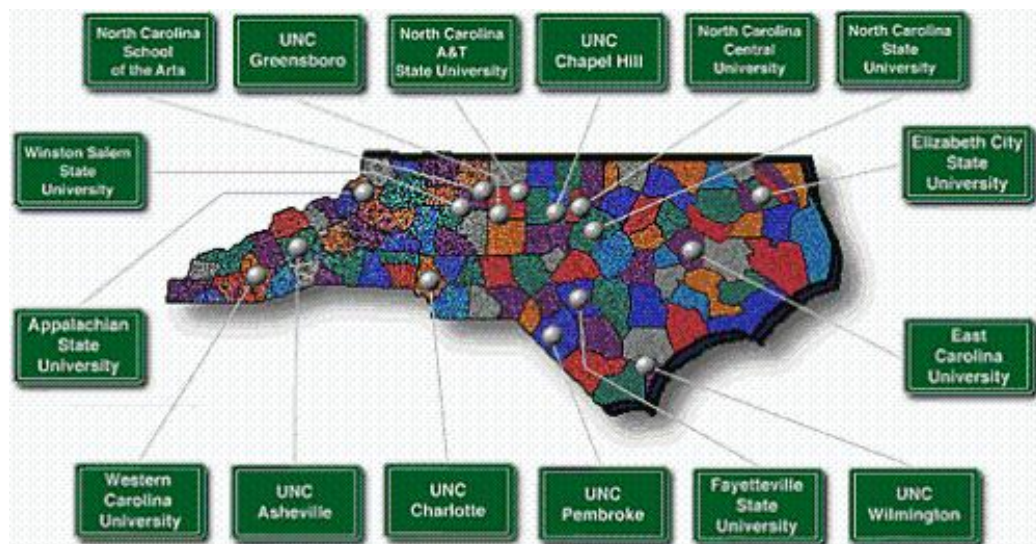 North Carolina
School
of the Arts
UNC
Greensboro
North Carolina
A&T
State University
UNC
Chapel Hill
North Carolina
Central
University
North Carolina
State
University
Winston Salem
State
University
Elizabeth City
State
University
Appalachian
State
University
East
Carolina
University
Western
Carolina
University
UNC
Asheville
UNC
Charlotte
UNC
Pembroke
Fayetteville
State
University
UNC
Wilmington